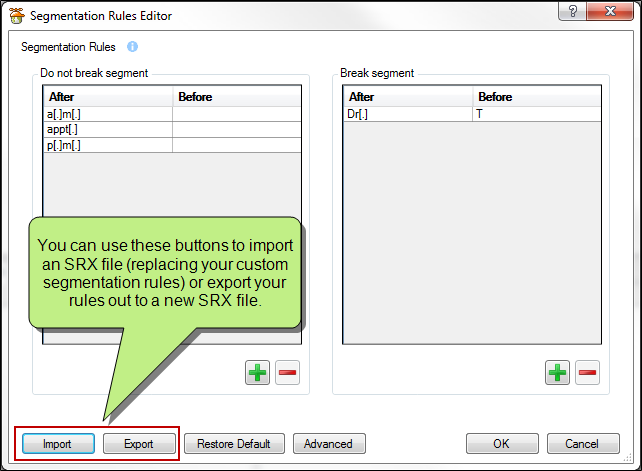 Segmentation Rules Editor
Segmentation Rules
Do not break segment
After Before
a[.]m[.]
appt[.]
p[.]m[.]
Break segment
After Before
Dr[.] T
You can use these buttons to import
an SRX file (replacing your custom
segmentation rules) or export your
rules out to a new SRX file.
Import Export Restore Default Advanced OK Cancel